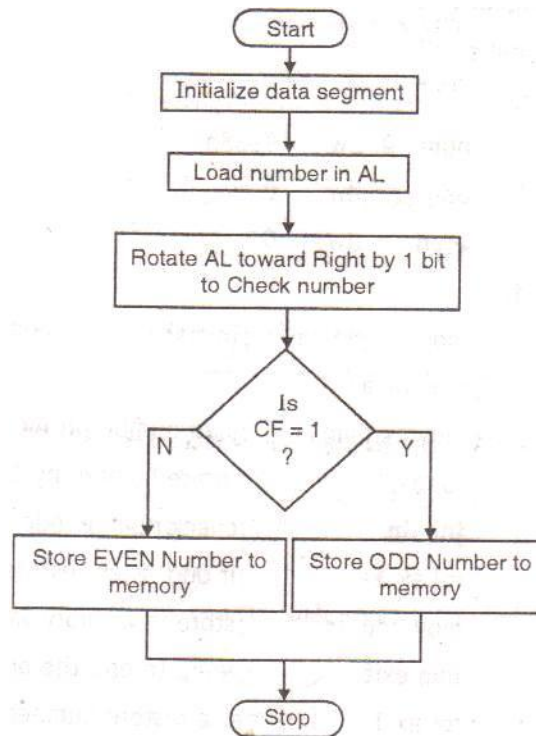 Start
Initialize data segment
Load number in AL
Rotate AL toward Right by 1 bit
to Check number
Is
CF = 1
?
N
Y
Store EVEN Number to
memory
Store ODD Number to
memory
Stop